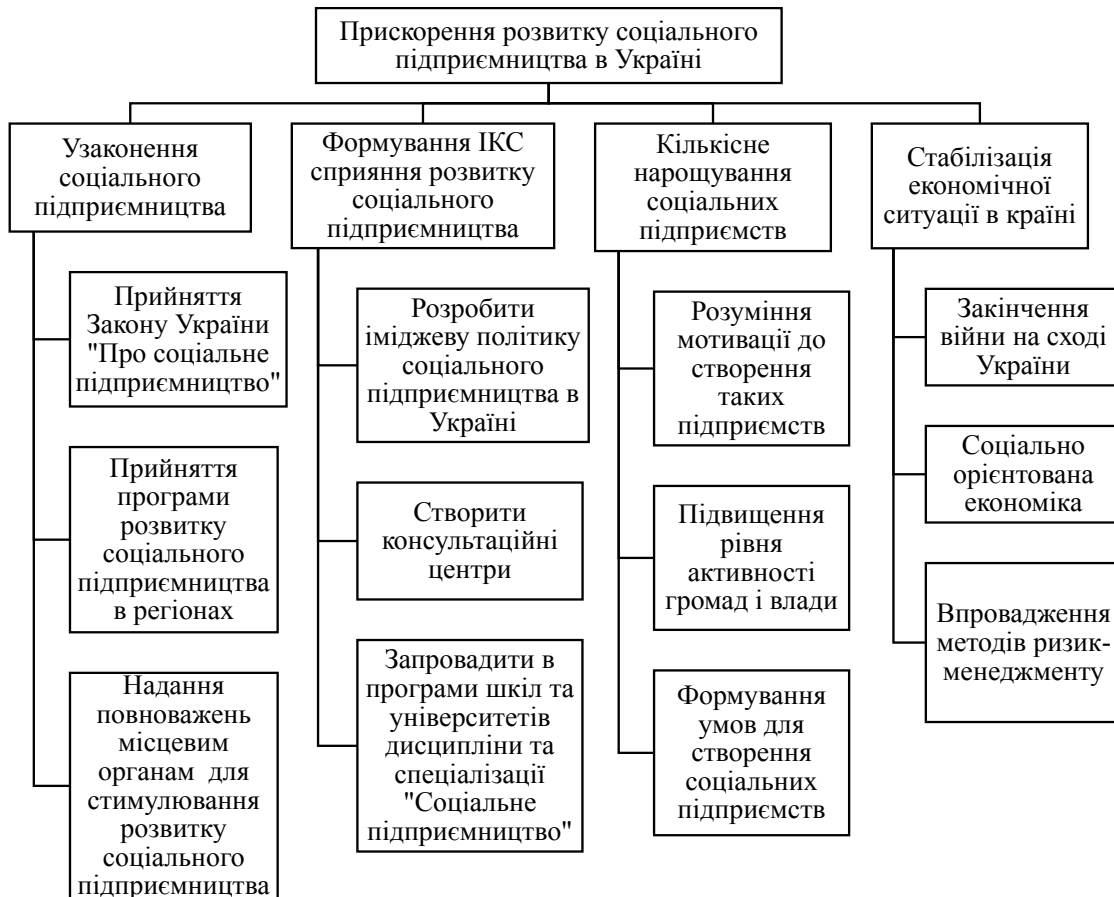 Прискорення розвитку соціального
підприємництва в Україні
Узаконення
соціального
підприємництва
Прийняття
Закону України
"Про соціальне
підприємництво"
Прийняття
програми
розвитку
соціального
підприємництва
в регіонах
Надання
повноважень
місцевим
органам  для
стимулювання
розвитку
соціального
підприємництва
Формування ІКС
сприяння розвитку
соціального
підприємництва
Розробити
іміджеву політику
соціального
підприємництва в
Україні
Створити
консультаційні
центри
Запровадити в
програми шкіл та
університетів
дисципліни та
спеціалізації
"Соціальне
підприємництво"
Кількісне
нарощування
соціальних
підприємств
Розуміння
мотивації до
створення
таких
підприємств
Підвищення
рівня
активності
громад і влади
Формування
умов для
створення
соціальних
підприємств
Стабілізація
економічної
ситуації в країні
Закінчення
війни на сході
України
Соціально
орієнтована
економіка
Впровадження
методів ризик-
менеджменту